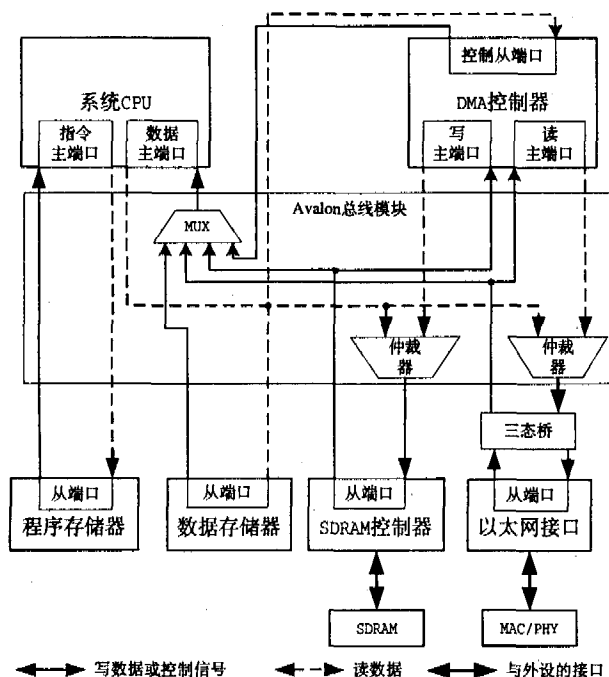 控制从端口
系统CPU
DMA控制器
指令
主端口
数据
主端口
写
主端口
读
主端口
Avalon总线模块
MUX
仲裁
器
仲裁
器
三态桥
从端口
程序存储器
从端口
数据存储器
从端口
SDRAM控制器
从端口
以太网接口
SDRAM
MAC/PHY
写数据或控制信号
读数据
与外设的接口